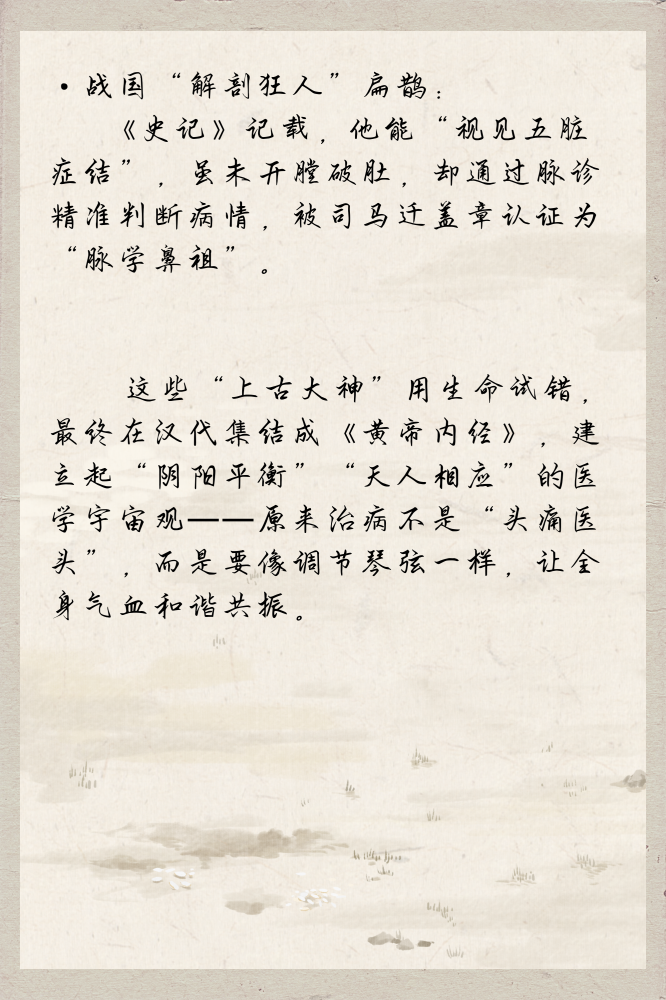 ·战国“解剖狂人”扁鹊：
《史记》记载，他能“视见五脏
症结”，虽未开膛破肚，却通过脉诊
精准判断病情，被司马迁盖章认证为
“脉学鼻祖”。
这些“上古大神”用生命试错，
最终在汉代集结成《黄帝内经》，建
立起“阴阳平衡”“天人相应”的医
学宇宙观——原来治病不是“头痛医
头”，而是要像调节琴弦一样，让全
身气血和谐共振。